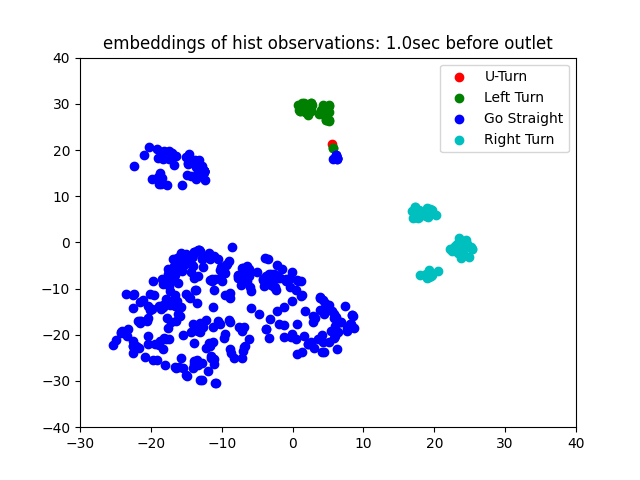 embeddings of hist observations: 1.0sec before outlet
U-Turn
Left Turn
Go Straight
Right Turn
40
30
20
10
0
−10
−20
−30
−40
−30 −20 −10 0 10 20 30 40